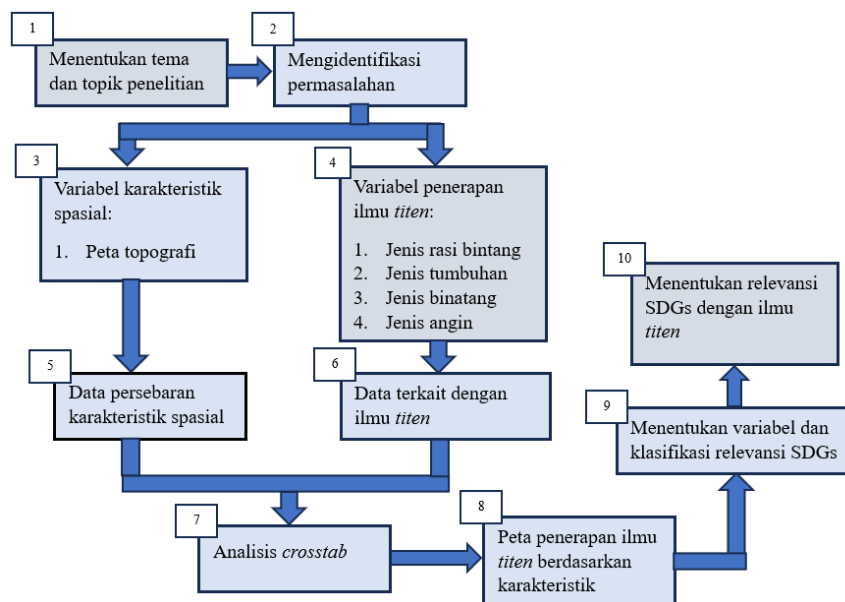 1
Menentukan tema
dan topik penelitian
2
Mengidentifikasi
permasalahan
3
Variabel karakteristik
spasial:
1. Peta topografi
4
Variabel penerapan
ilmu titen:
1. Jenis rasi bintang
2. Jenis tumbuhan
3. Jenis binatang
4. Jenis angin
5
Data persebaran
karakteristik spasial
6
Data terkait dengan
ilmu titen
7
Analisis crosstab
8
Peta penerapan ilmu
titen berdasarkan
karakteristik
9
Menentukan variabel dan
klasifikasi relevansi SDGs
10
Menentukan relevansi
SDGs dengan ilmu
titen